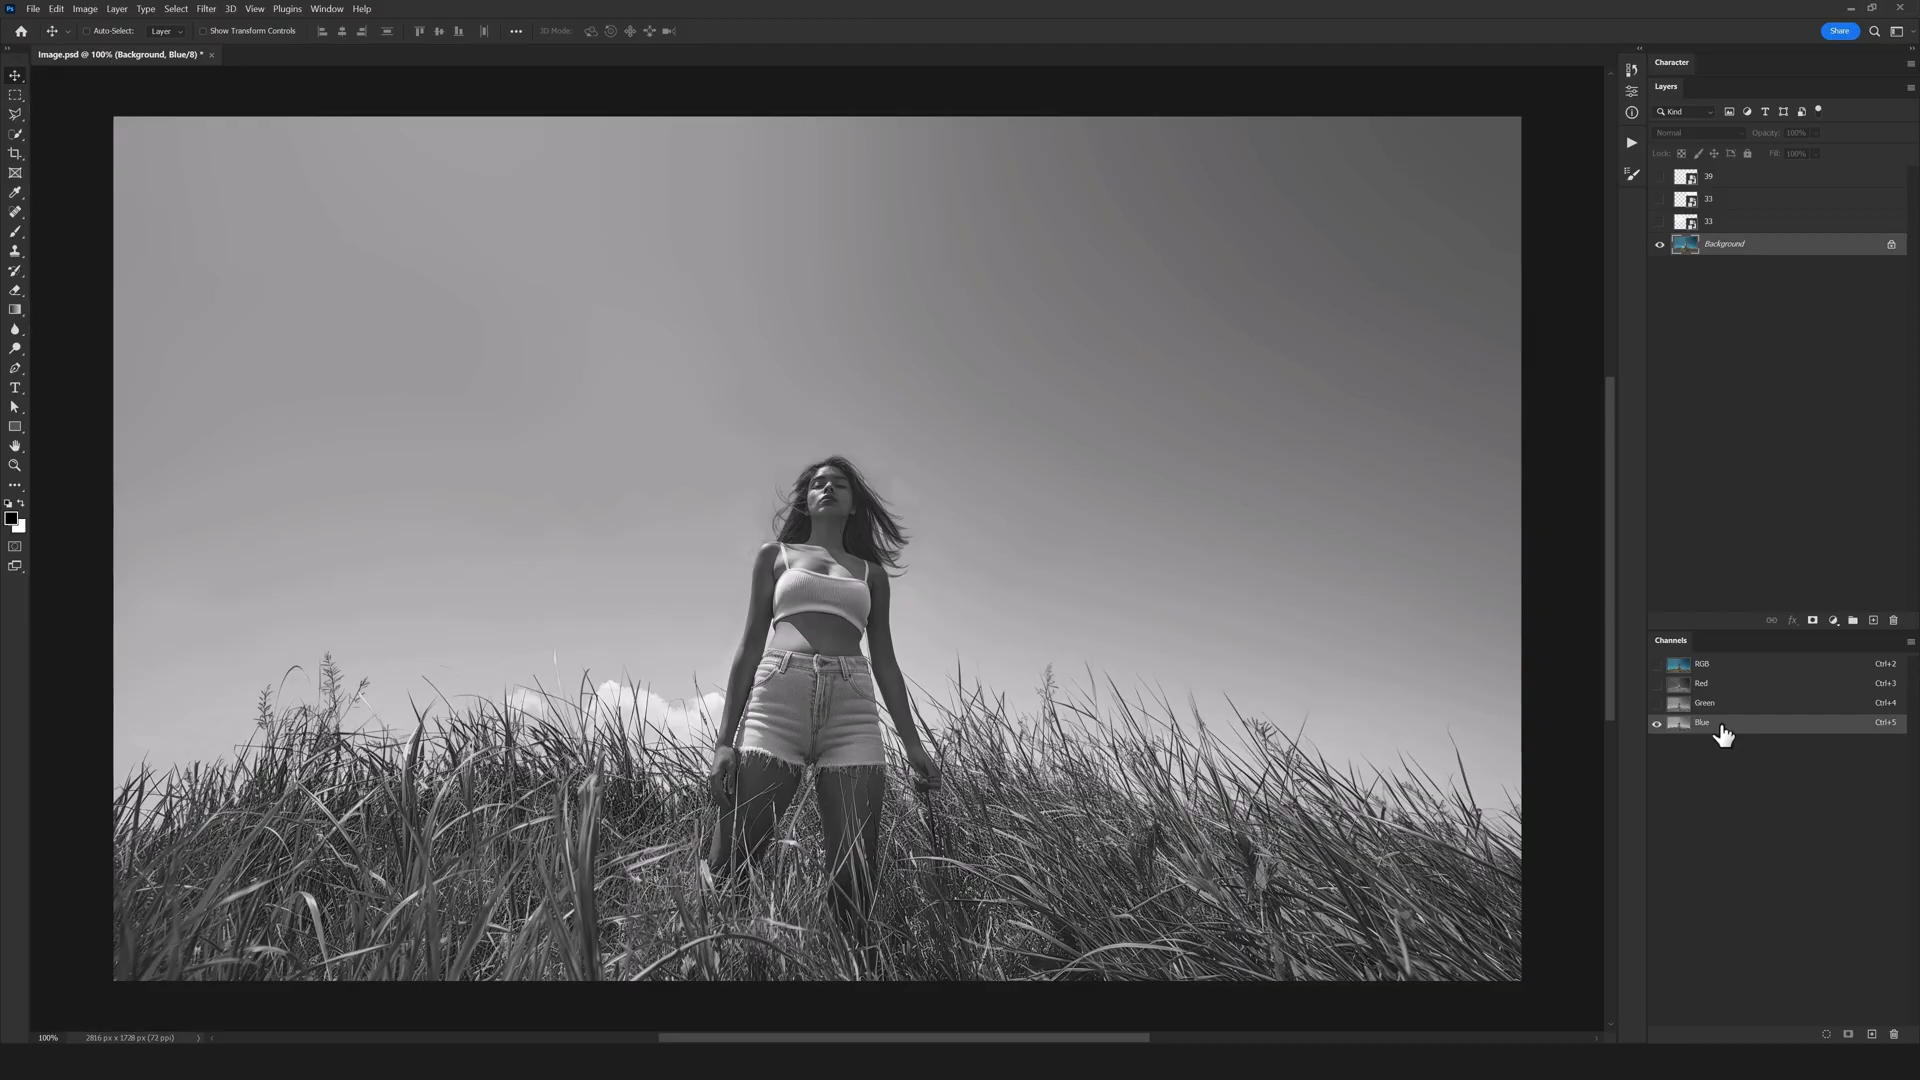 Ps File Edit Image Layer Type Select Filter 3D View Plugins Window Help
Auto-Select: Layer Show Transform Controls 3D Mode: Share
Image.psd @ 100% (Background, Blue/8) *
Character
Layers
Kind
Normal Opacity: 100%
Lock: Fill: 100%
39
33
33
Background
fx
Channels
RGB Ctrl+2
Red Ctrl+3
Green Ctrl+4
Blue Ctrl+5
100% 2816 px x 1728 px (72 ppi)